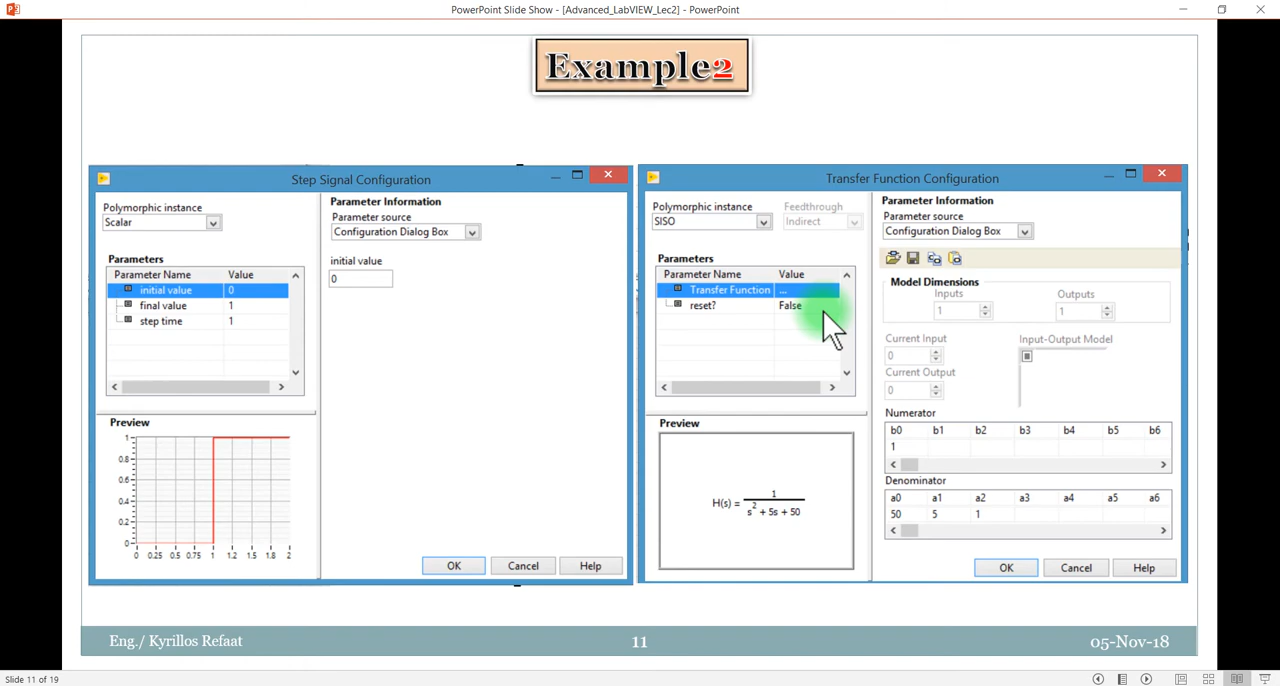 PowerPoint Slide Show - [Advanced_LabVIEW_Lec2] - PowerPoint
Example2
Step Signal Configuration
Polymorphic instance
Scalar
Parameters
Parameter Name Value
initial value 0
final value 1
step time 1
Preview
1
0.8
0.6
0.4
0.2
0
0 0.25 0.5 0.75 1 1.2 1.5 1.8 2
Parameter Information
Parameter source
Configuration Dialog Box
initial value
0
OK Cancel Help
Transfer Function Configuration
Polymorphic instance Feedthrough
SISO Indirect
Parameters
Parameter Name Value
Transfer Function ...
reset? False
Preview
H(s) = 1
s2 + 5s + 50
Parameter Information
Parameter source
Configuration Dialog Box
Model Dimensions
Inputs Outputs
1 1
Current Input Input-Output Model
0
Current Output
0
Numerator
b0 b1 b2 b3 b4 b5 b6
1
Denominator
a0 a1 a2 a3 a4 a5 a6
50 5 1
OK Cancel Help
Eng./ Kyrillos Refaat 11 05-Nov-18
Slide 11 of 19